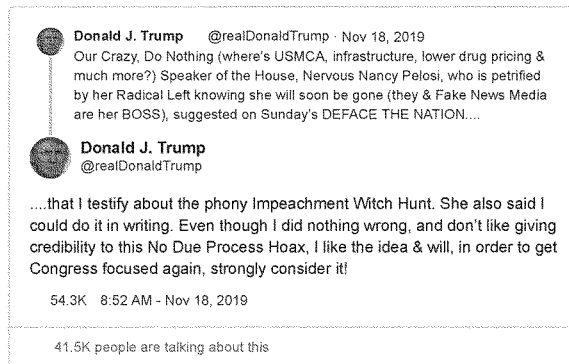 Donald J. Trump @realDonaldTrump · Nov 18, 2019
Our Crazy, Do Nothing (where's USMCA, infrastructure, lower drug pricing &
much more?) Speaker of the House, Nervous Nancy Pelosi, who is petrified
by her Radical Left knowing she will soon be gone (they & Fake News Media
are her BOSS), suggested on Sunday's DEFACE THE NATION....
Donald J. Trump
@realDonaldTrump
....that I testify about the phony Impeachment Witch Hunt. She also said I
could do it in writing. Even though I did nothing wrong, and don't like giving
credibility to this No Due Process Hoax, I like the idea & will, in order to get
Congress focused again, strongly consider it!
54.3K 8:52 AM - Nov 18, 2019
41.5K people are talking about this